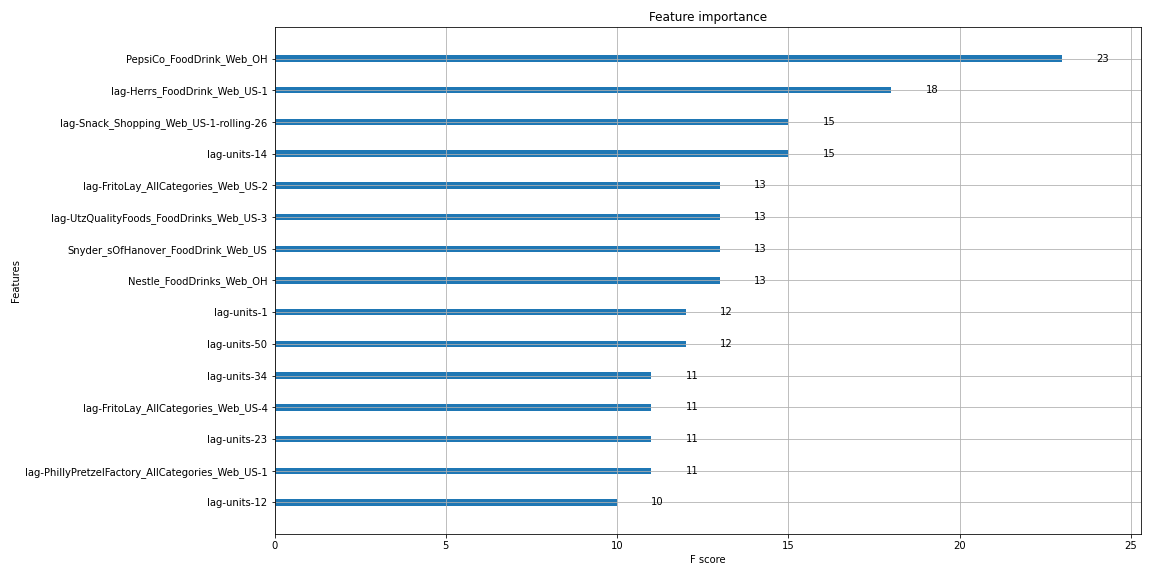 Feature importance
PepsiCo_FoodDrink_Web_OH 23
lag-Herrs_FoodDrink_Web_US-1 18
lag-Snack_Shopping_Web_US-1-rolling-26 15
lag-units-14 15
lag-FritoLay_AllCategories_Web_US-2 13
lag-UtzQualityFoods_FoodDrinks_Web_US-3 13
Snyder_sOfHanover_FoodDrink_Web_US 13
Nestle_FoodDrinks_Web_OH 13
lag-units-1 12
lag-units-50 12
lag-units-34 11
lag-FritoLay_AllCategories_Web_US-4 11
lag-units-23 11
lag-PhillyPretzelFactory_AllCategories_Web_US-1 11
lag-units-12 10
Features
0 5 10 15 20 25
F score